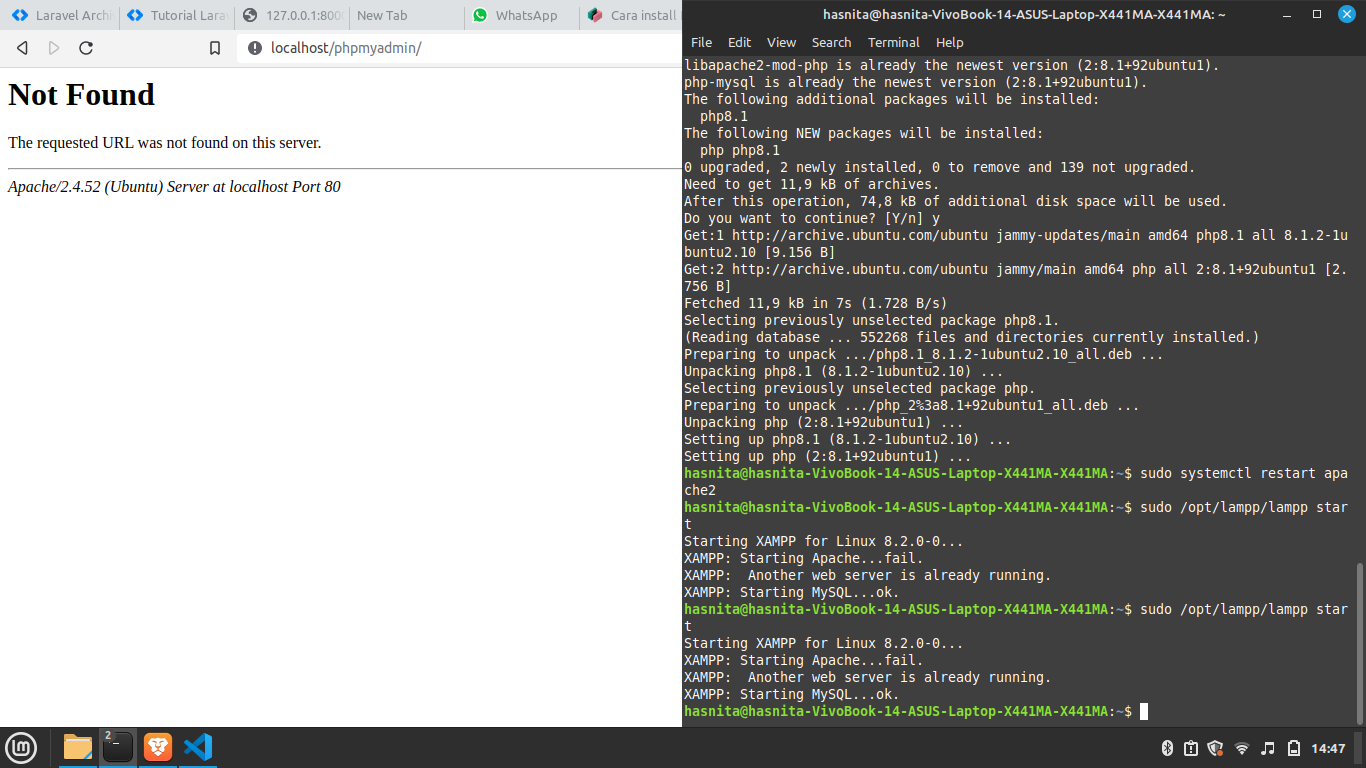 Laravel Archi
Tutorial Lara
127.0.0.1:800
New Tab
WhatsApp
Cara install
localhost/phpmyadmin/
Not Found
The requested URL was not found on this server.
Apache/2.4.52 (Ubuntu) Server at localhost Port 80
hasnita@hasnita-VivoBook-14-ASUS-Laptop-X441MA-X441MA: ~
File Edit View Search Terminal Help
libapache2-mod-php is already the newest version (2:8.1+92ubuntu1).
php-mysql is already the newest version (2:8.1+92ubuntu1).
The following additional packages will be installed:
php8.1
The following NEW packages will be installed:
php php8.1
0 upgraded, 2 newly installed, 0 to remove and 139 not upgraded.
Need to get 11,9 kB of archives.
After this operation, 74,8 kB of additional disk space will be used.
Do you want to continue? [Y/n] y
Get:1 http://archive.ubuntu.com/ubuntu jammy-updates/main amd64 php8.1 all 8.1.2-1u
buntu2.10 [9.156 B]
Get:2 http://archive.ubuntu.com/ubuntu jammy/main amd64 php all 2:8.1+92ubuntu1 [2.
756 B]
Fetched 11,9 kB in 7s (1.728 B/s)
Selecting previously unselected package php8.1.
(Reading database ... 552268 files and directories currently installed.)
Preparing to unpack .../php8.1_8.1.2-1ubuntu2.10_all.deb ...
Unpacking php8.1 (8.1.2-1ubuntu2.10) ...
Selecting previously unselected package php.
Preparing to unpack .../php_2%3a8.1+92ubuntu1_all.deb ...
Unpacking php (2:8.1+92ubuntu1) ...
Setting up php8.1 (8.1.2-1ubuntu2.10) ...
Setting up php (2:8.1+92ubuntu1) ...
hasnita@hasnita-VivoBook-14-ASUS-Laptop-X441MA-X441MA:~$ sudo systemctl restart apa
che2
hasnita@hasnita-VivoBook-14-ASUS-Laptop-X441MA-X441MA:~$ sudo /opt/lampp/lampp star
t
Starting XAMPP for Linux 8.2.0-0...
XAMPP: Starting Apache...fail.
XAMPP:  Another web server is already running.
XAMPP: Starting MySQL...ok.
hasnita@hasnita-VivoBook-14-ASUS-Laptop-X441MA-X441MA:~$ sudo /opt/lampp/lampp star
t
Starting XAMPP for Linux 8.2.0-0...
XAMPP: Starting Apache...fail.
XAMPP:  Another web server is already running.
XAMPP: Starting MySQL...ok.
hasnita@hasnita-VivoBook-14-ASUS-Laptop-X441MA-X441MA:~$
2
14:47